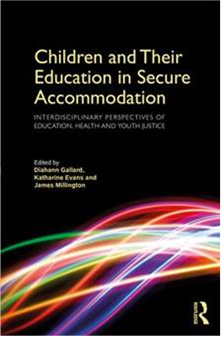 Children and Their
Education in Secure
Accommodation
INTERDISCIPLINARY PERSPECTIVES OF
EDUCATION, HEALTH AND YOUTH JUSTICE
Edited by
Diahann Gallard,
Katharine Evans and
James Millington
R
Routledge